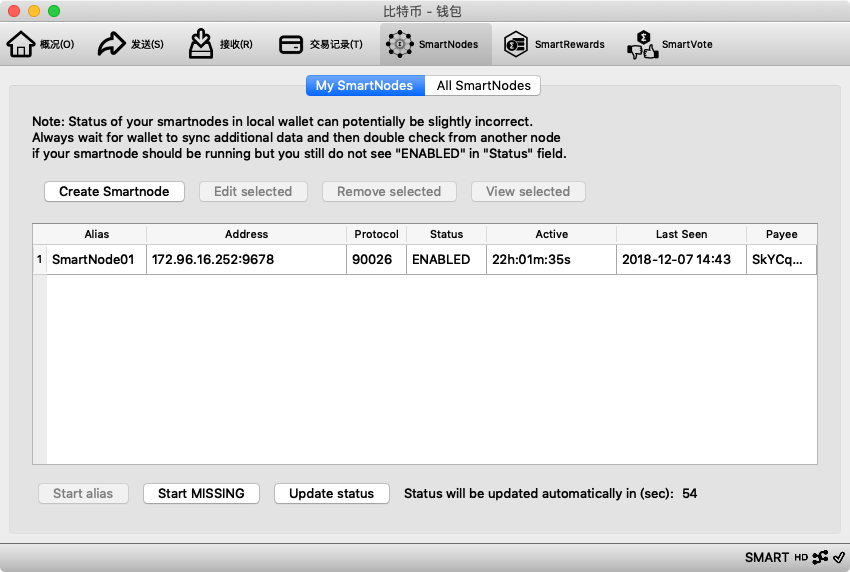 比特币 - 钱包
概况(O) 发送(S) 接收(R) 交易记录(T) SmartNodes SmartRewards SmartVote
My SmartNodes All SmartNodes
Note: Status of your smartnodes in local wallet can potentially be slightly incorrect.
Always wait for wallet to sync additional data and then double check from another node
if your smartnode should be running but you still do not see "ENABLED" in "Status" field.
Create Smartnode Edit selected Remove selected View selected
Alias Address Protocol Status Active Last Seen Payee
1 SmartNode01 172.96.16.252:9678 90026 ENABLED 22h:01m:35s 2018-12-07 14:43 SkYCq...
Start alias Start MISSING Update status Status will be updated automatically in (sec): 54
SMART HD